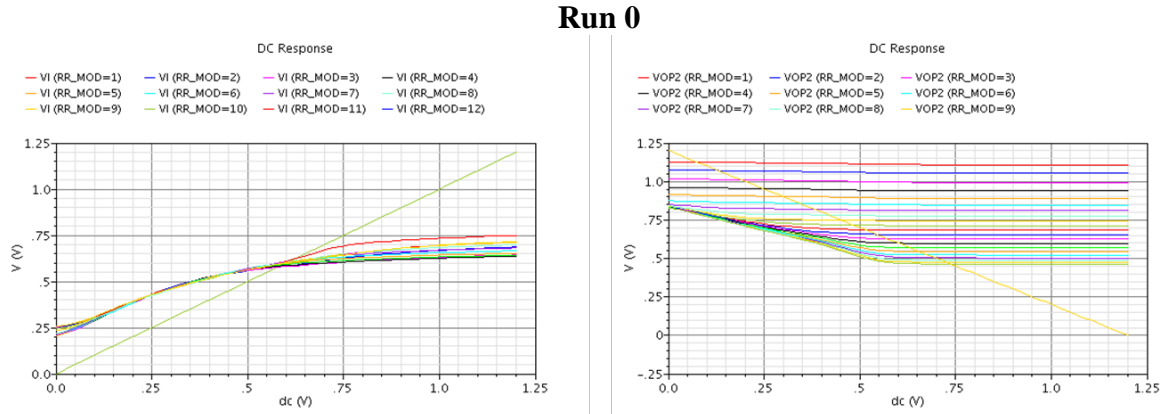 Run 0
DC Response
VI (RR_MOD=1) VI (RR_MOD=2) VI (RR_MOD=3) VI (RR_MOD=4)
VI (RR_MOD=5) VI (RR_MOD=6) VI (RR_MOD=7) VI (RR_MOD=8)
VI (RR_MOD=9) VI (RR_MOD=10) VI (RR_MOD=11) VI (RR_MOD=12)
1.25
1.0
.75
.5
.25
0.0
V (V)
0.0 .25 .5 .75 1.0 1.25
dc (V)
DC Response
VOP2 (RR_MOD=1) VOP2 (RR_MOD=2) VOP2 (RR_MOD=3)
VOP2 (RR_MOD=4) VOP2 (RR_MOD=5) VOP2 (RR_MOD=6)
VOP2 (RR_MOD=7) VOP2 (RR_MOD=8) VOP2 (RR_MOD=9)
1.25
1.0
.75
.5
.25
0
-.25
V (V)
0.0 .25 .5 .75 1.0 1.25
dc (V)